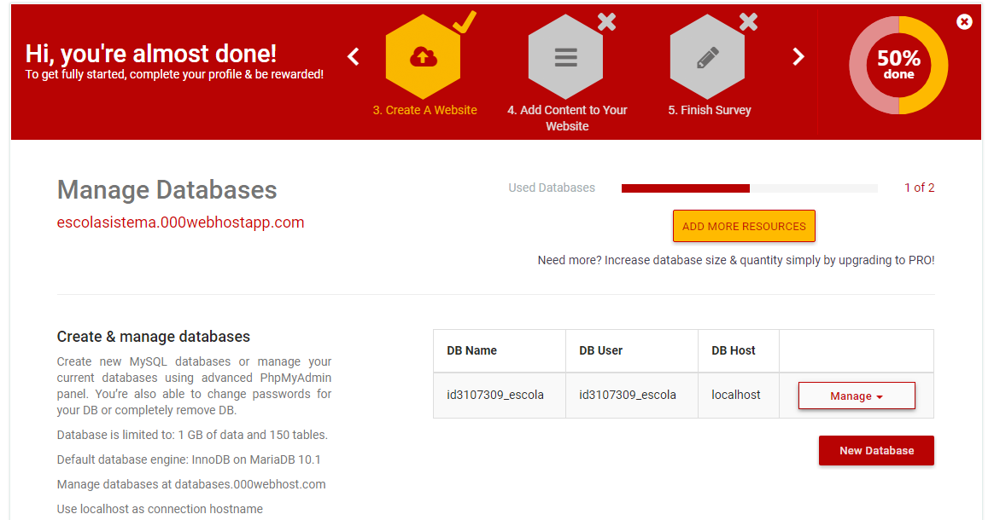 Hi, you're almost done!
To get fully started, complete your profile & be rewarded!
3. Create A Website
4. Add Content to Your
Website
5. Finish Survey
50%
done
Manage Databases
escolasistema.000webhostapp.com
Used Databases
1 of 2
ADD MORE RESOURCES
Need more? Increase database size & quantity simply by upgrading to PRO!
Create & manage databases
Create new MySQL databases or manage your
current databases using advanced PhpMyAdmin
panel. You're also able to change passwords for
your DB or completely remove DB.
Database is limited to: 1 GB of data and 150 tables.
Default database engine: InnoDB on MariaDB 10.1
Manage databases at databases.000webhost.com
Use localhost as connection hostname
DB Name DB User DB Host
id3107309_escola id3107309_escola localhost Manage
New Database